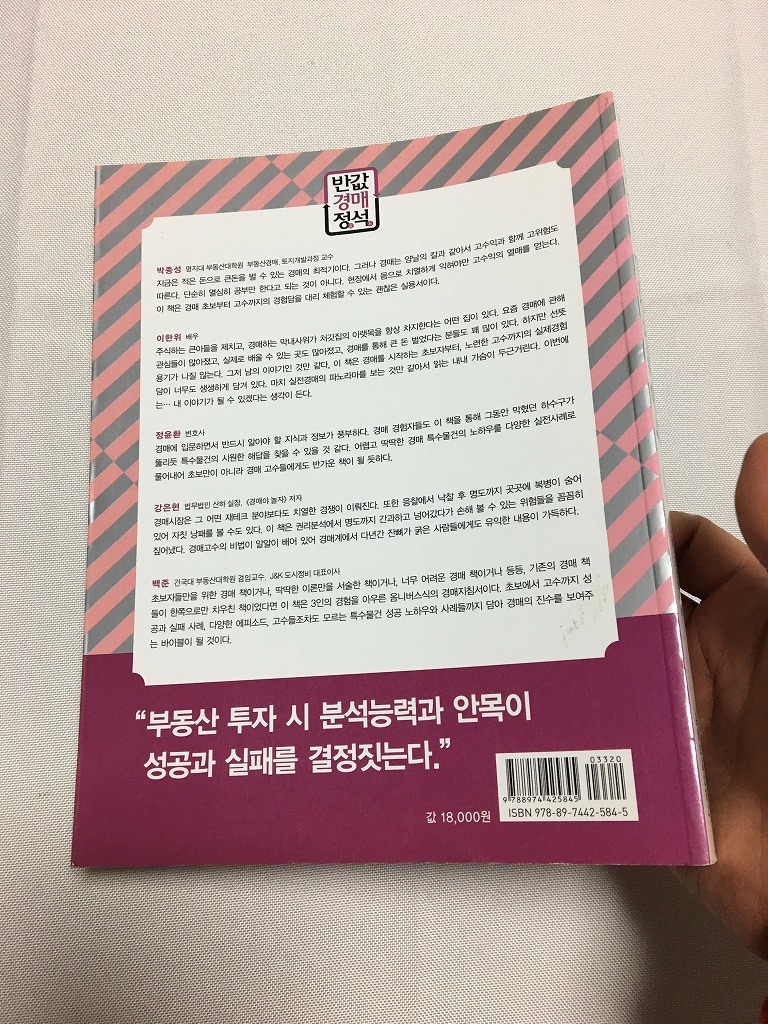 반값
경매
정석
박종성 명지대 부동산대학원 부동산경매, 토지개발과정 교수
지금은 적은 돈으로 큰돈을 벌 수 있는 경매의 최적기이다. 그러나 경매는 양날의 칼과 같아서 고수익과 함께 고위험도
따른다. 단순히 열심히 공부만 한다고 되는 것이 아니다. 현장에서 몸으로 치열하게 익혀야만 고수익의 열매를 얻는다.
이 책은 경매 초보부터 고수까지의 경험담을 대리 체험할 수 있는 괜찮은 실용서이다.
이한위 배우
주식하는 큰아들을 제치고, 경매하는 막내사위가 처갓집의 아랫목을 항상 차지한다는 어떤 집이 있다. 요즘 경매에 관해
관심들이 많아졌고, 실제로 배울 수 있는 곳도 많아졌고, 경매를 통해 큰 돈 벌었다는 분들도 꽤 많이 있다. 하지만 선뜻
용기가 나질 않는다. 그저 남의 이야기인 것만 같다. 이 책은 경매를 시작하는 초보자부터, 노련한 고수까지의 실제경험
담이 너무도 생생하게 담겨 있다. 마치 실전경매의 파노라마를 보는 것만 같아서 읽는 내내 가슴이 두근거린다. 이번에
는… 내 이야기가 될 수 있겠다는 생각이 든다.
정윤환 변호사
경매에 입문하면서 반드시 알아야 할 지식과 정보가 풍부하다. 경매 경험자들도 이 책을 통해 그동안 막혔던 하수구가
뚫리듯 특수물건의 시원한 해답을 찾을 수 있을 것 같다. 어렵고 딱딱한 경매 특수물건의 노하우를 다양한 실전사례로
풀어내어 초보만이 아니라 경매 고수들에게도 반가운 책이 될 듯하다.
강은현 법무법인 산하 실장, 〈경매야 놀자〉 저자
경매시장은 그 어떤 재테크 분야보다도 치열한 경쟁이 이뤄진다. 또한 응찰에서 낙찰 후 명도까지 곳곳에 복병이 숨어
있어 자칫 낭패를 볼 수도 있다. 이 책은 권리분석에서 명도까지 간과하고 넘어갔다가 손해 볼 수 있는 위험들을 꼼꼼히
짚어냈다. 경매고수의 비법이 알알이 배어 있어 경매계에서 다년간 잔뼈가 굵은 사람들에게도 유익한 내용이 가득하다.
백준 건국대 부동산대학원 겸임교수, J&K 도시정비 대표이사
초보자들만을 위한 경매 책이거나, 딱딱한 이론만을 서술한 책이거나, 너무 어려운 경매 책이거나 등등, 기존의 경매 책
들이 한쪽으로만 치우친 책이었다면 이 책은 3인의 경험을 아우른 옴니버스식의 경매지침서이다. 초보에서 고수까지 성
공과 실패 사례, 다양한 에피소드, 고수들조차도 모르는 특수물건 성공 노하우와 사례들까지 담아 경매의 진수를 보여주
는 바이블이 될 것이다.
“부동산 투자 시 분석능력과 안목이
성공과 실패를 결정짓는다.”
값 18,000원
03320
9 788974 425845
ISBN 978-89-7442-584-5